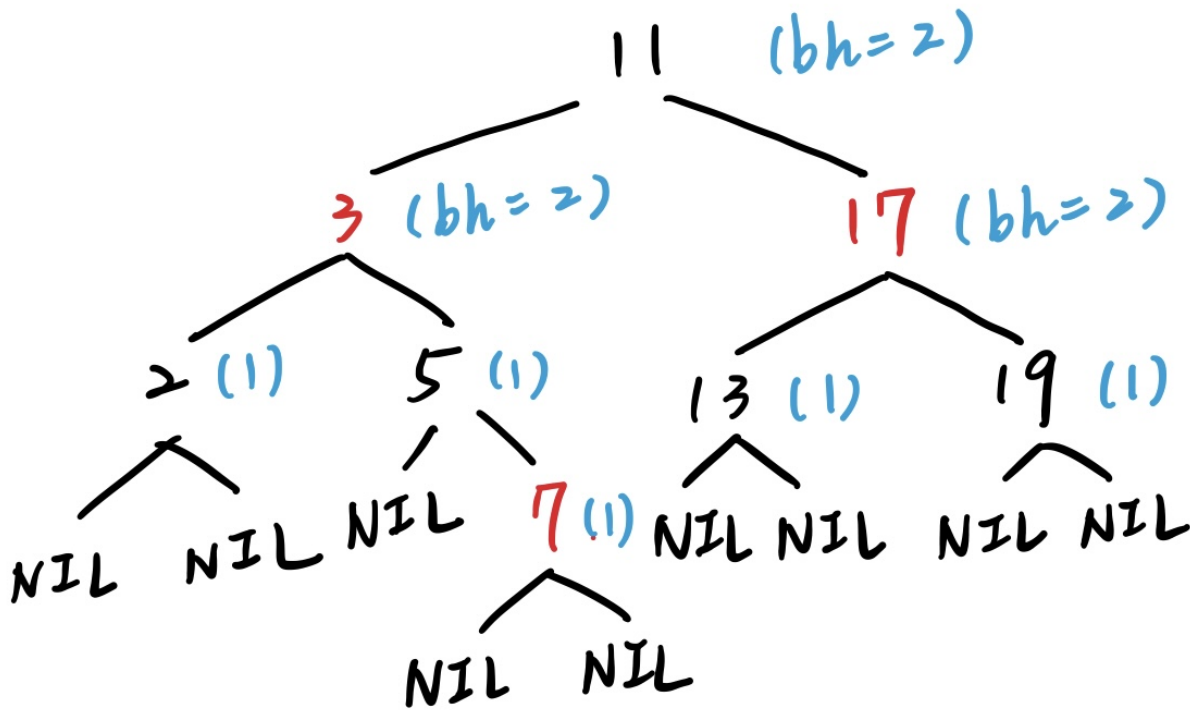 11 (bh=2)
3 (bh=2) 17 (bh=2)
2 (1) 5 (1) 13 (1) 19 (1)
NIL NIL NIL 7 (1) NIL NIL NIL NIL
NIL NIL